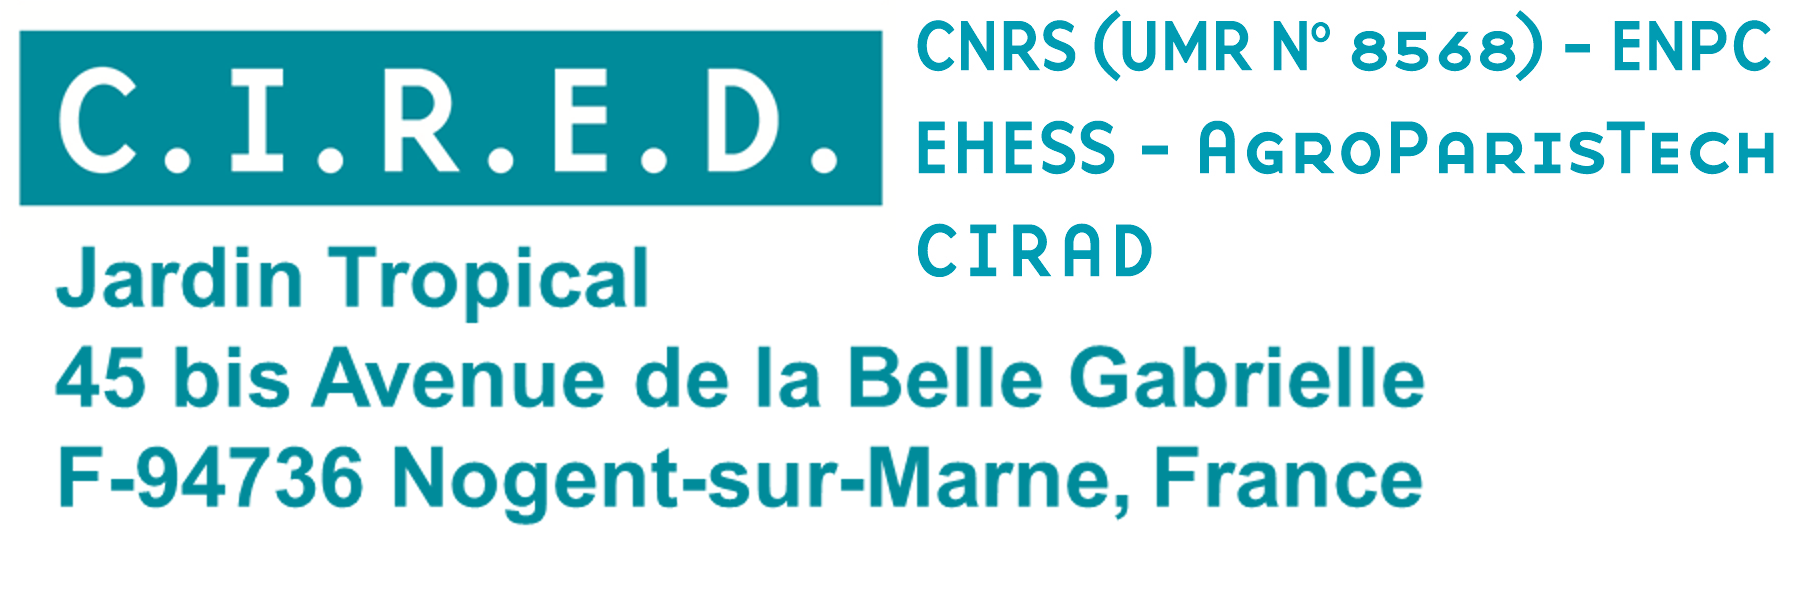 C.I.R.E.D.
CNRS (UMR Nº 8568) - ENPC
EHESS - AGROPARISTECH
CIRAD
Jardin Tropical
45 bis Avenue de la Belle Gabrielle
F-94736 Nogent-sur-Marne, France